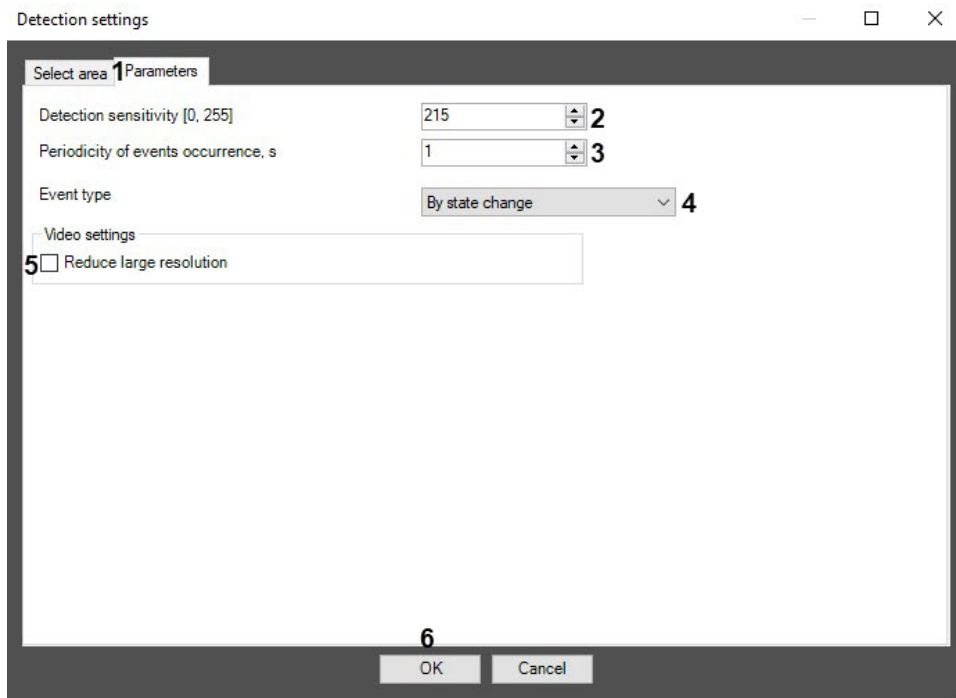 Detection settings
Select area 1 Parameters
Detection sensitivity [0, 255] 215 2
Periodicity of events occurrence, s 1 3
Event type By state change 4
Video settings
5 Reduce large resolution
6
OK Cancel